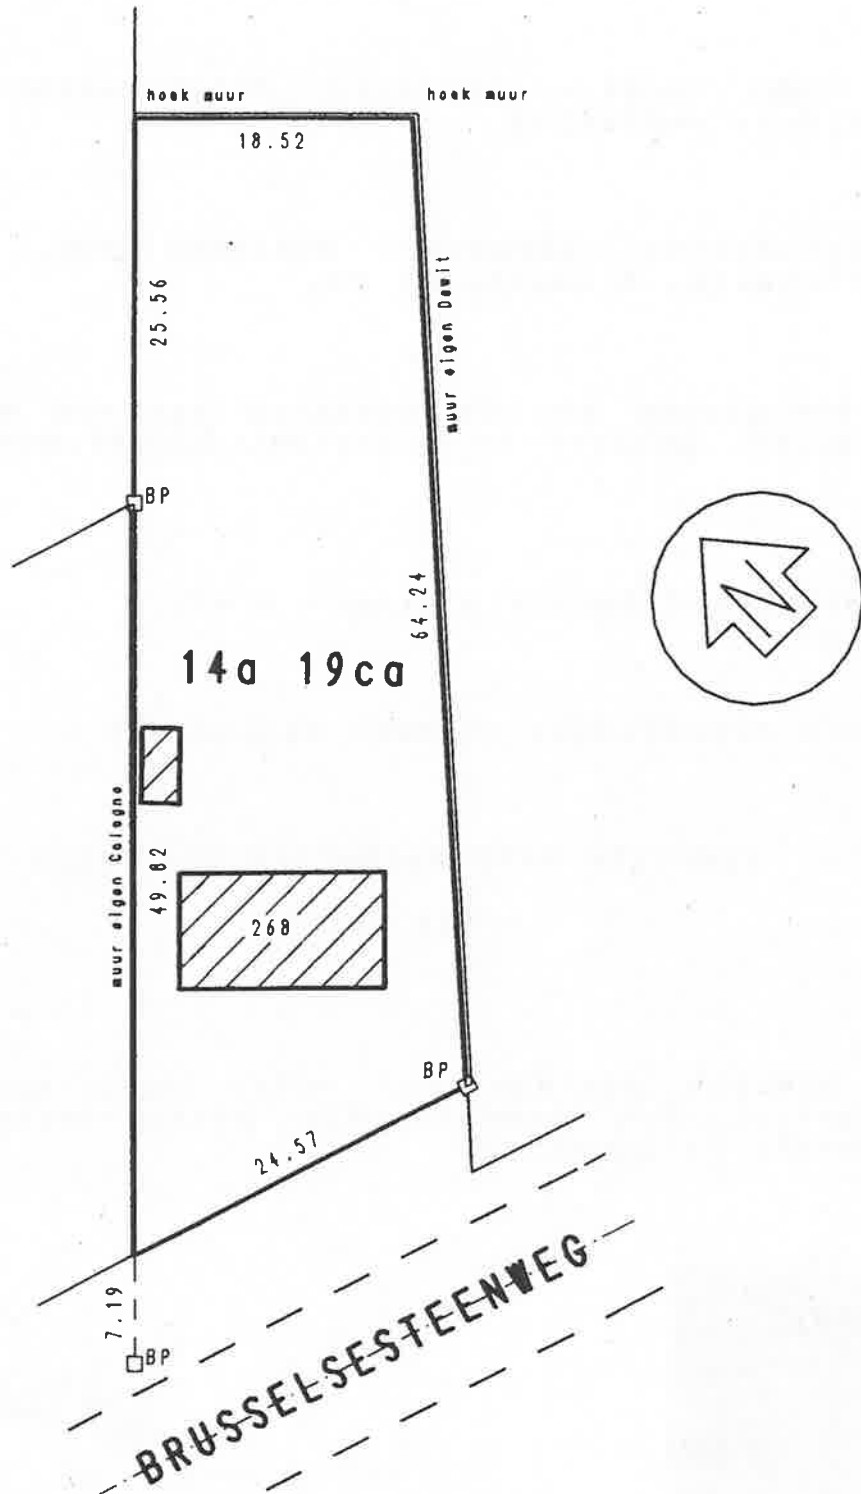 hoek muur
hoek muur
18.52
25.56
muur eigen Dewit
BP
64.24
14a 19ca
N
muur eigen Cologne
49.82
268
BP
24.57
7.19
BP
BRUSSELSESTEENWEG